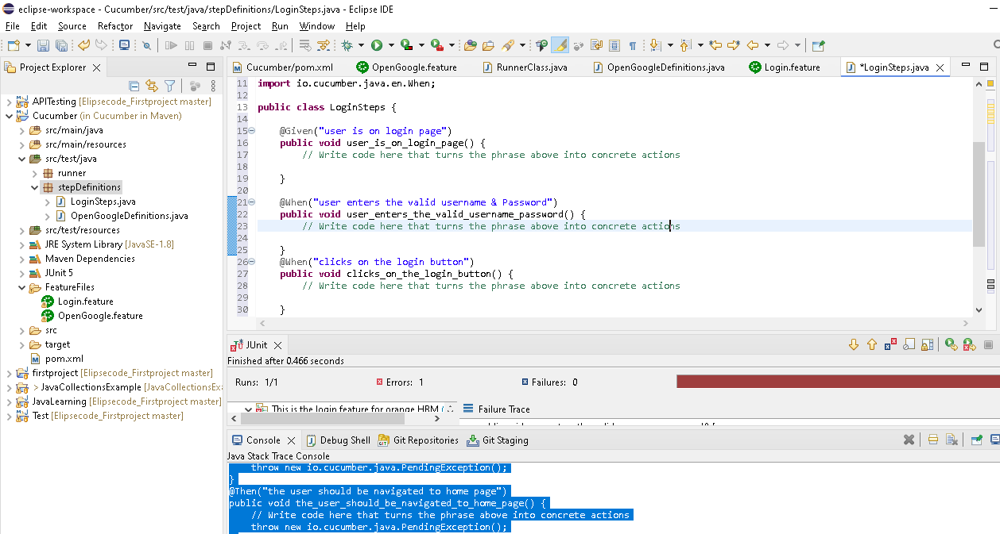 eclipse-workspace - Cucumber/src/test/java/stepDefinitions/LoginSteps.java - Eclipse IDE
File Edit Source Refactor Navigate Search Project Run Window Help
Project Explorer
Cucumber/pom.xml OpenGoogle.feature RunnerClass.java OpenGoogleDefinitions.java Login.feature *LoginSteps.java
APITesting [Elipsecode_Firstproject master]
Cucumber (in Cucumber in Maven)
src/main/java
src/main/resources
src/test/java
runner
stepDefinitions
LoginSteps.java
OpenGoogleDefinitions.java
src/test/resources
JRE System Library [JavaSE-1.8]
Maven Dependencies
JUnit 5
FeatureFiles
Login.feature
OpenGoogle.feature
src
target
pom.xml
firstproject [Elipsecode_Firstproject master]
> JavaCollectionsExample [JavaCollectionsExa
JavaLearning [Elipsecode_Firstproject master]
Test [Elipsecode_Firstproject master]
11 import io.cucumber.java.en.When;
12
13 public class LoginSteps {
14
15 @Given("user is on login page")
16 public void user_is_on_login_page() {
17 // Write code here that turns the phrase above into concrete actions
18
19 }
20
21 @When("user enters the valid username & Password")
22 public void user_enters_the_valid_username_password() {
23 // Write code here that turns the phrase above into concrete actions
24
25 }
26 @When("clicks on the login button")
27 public void clicks_on_the_login_button() {
28 // Write code here that turns the phrase above into concrete actions
29
30 }
JUnit
Finished after 0.466 seconds
Runs: 1/1 Errors: 1 Failures: 0
This is the login feature for orange HRM (
Failure Trace
Console Debug Shell Git Repositories Git Staging
Java Stack Trace Console
throw new io.cucumber.java.PendingException();
}
@Then("the user should be navigated to home page")
public void the_user_should_be_navigated_to_home_page() {
// Write code here that turns the phrase above into concrete actions
throw new io.cucumber.java.PendingException();